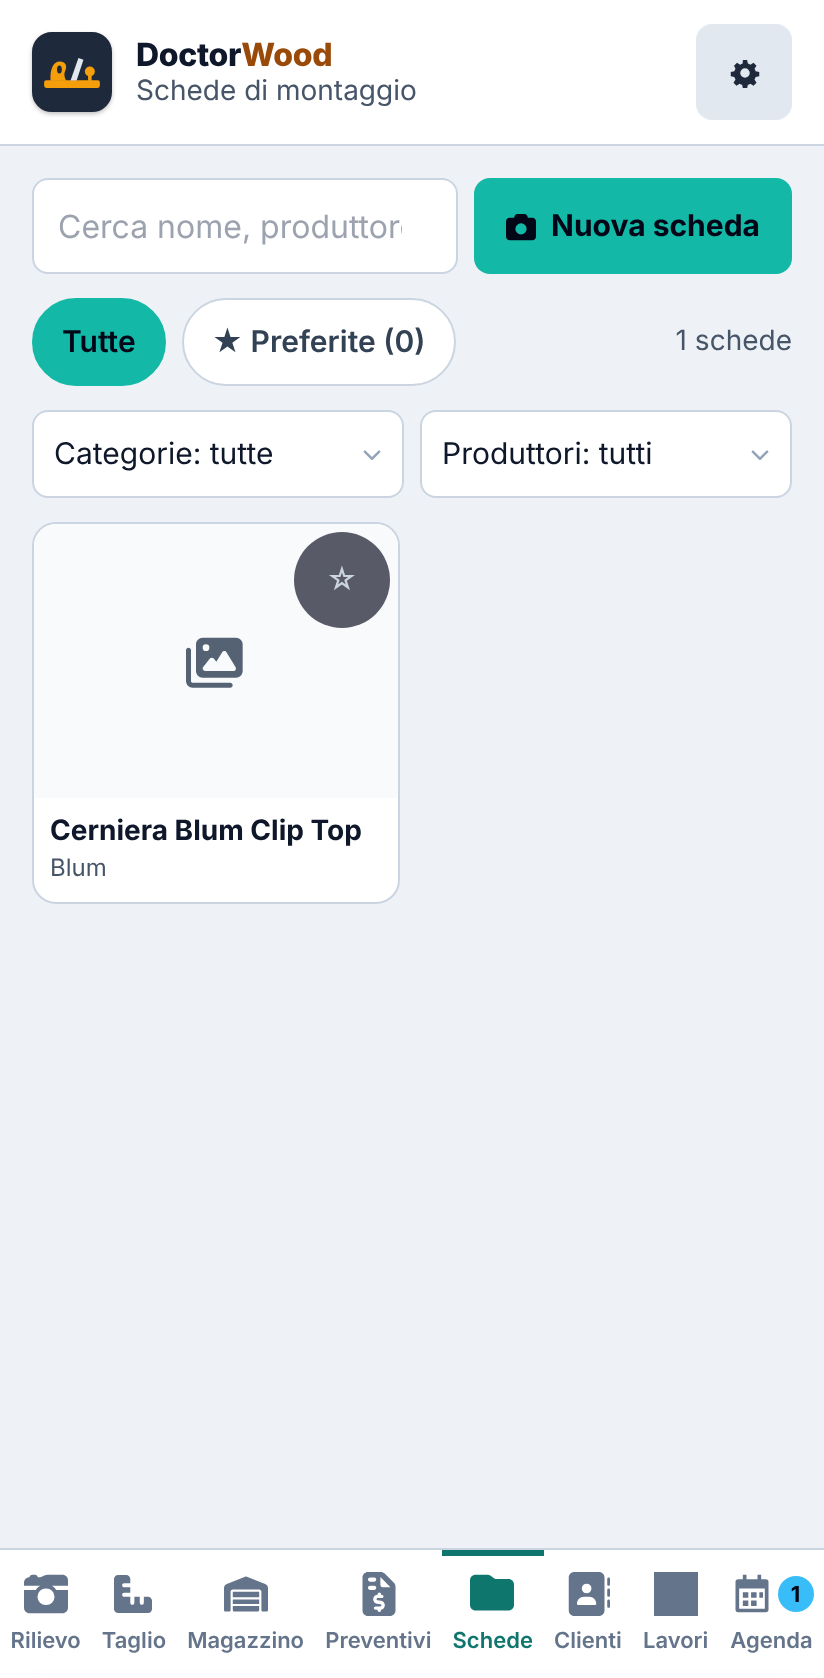 DoctorWood
Schede di montaggio
Cerca nome, produttor
Nuova scheda
Tutte
★ Preferite (0)
1 schede
Categorie: tutte
Produttori: tutti
Cerniera Blum Clip Top
Blum
1
Rilievo
Taglio
Magazzino
Preventivi
Schede
Clienti
Lavori
Agenda